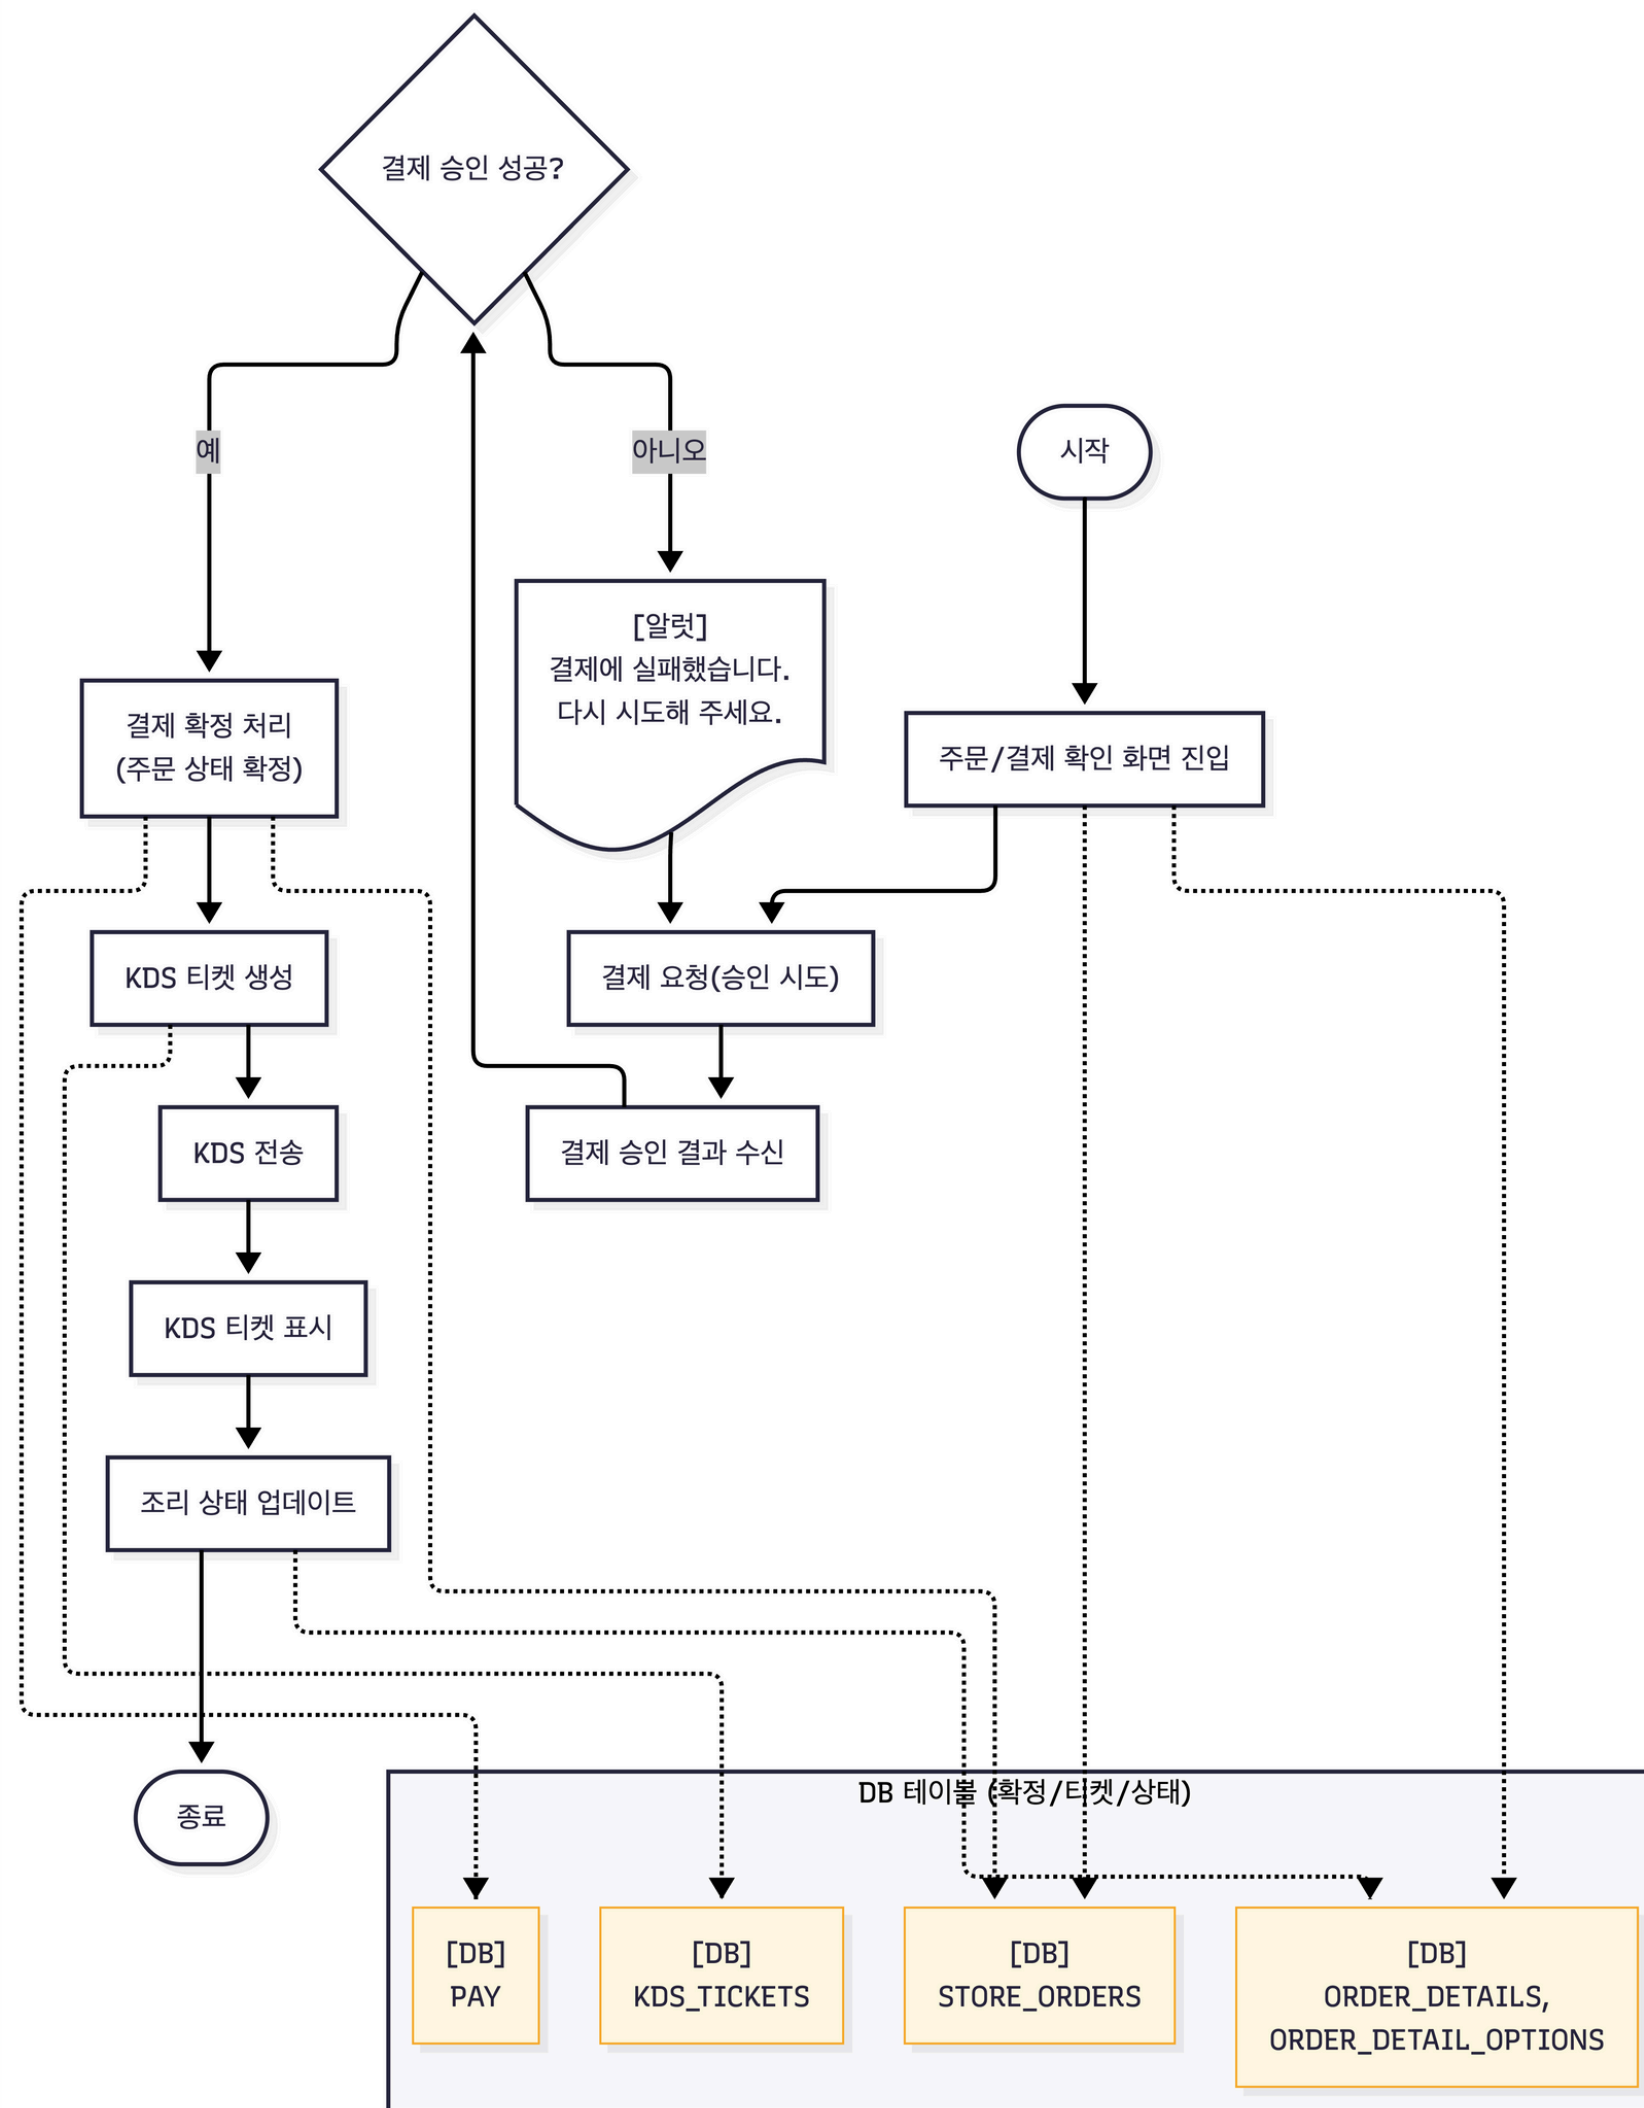 결제 승인 성공?
예
아니오
시작
[알럿]
결제에 실패했습니다.
다시 시도해 주세요.
결제 확정 처리
(주문 상태 확정)
주문/결제 확인 화면 진입
KDS 티켓 생성
결제 요청(승인 시도)
KDS 전송
결제 승인 결과 수신
KDS 티켓 표시
조리 상태 업데이트
종료
DB 테이블 (확정/티켓/상태)
[DB]
PAY
[DB]
KDS_TICKETS
[DB]
STORE_ORDERS
[DB]
ORDER_DETAILS,
ORDER_DETAIL_OPTIONS